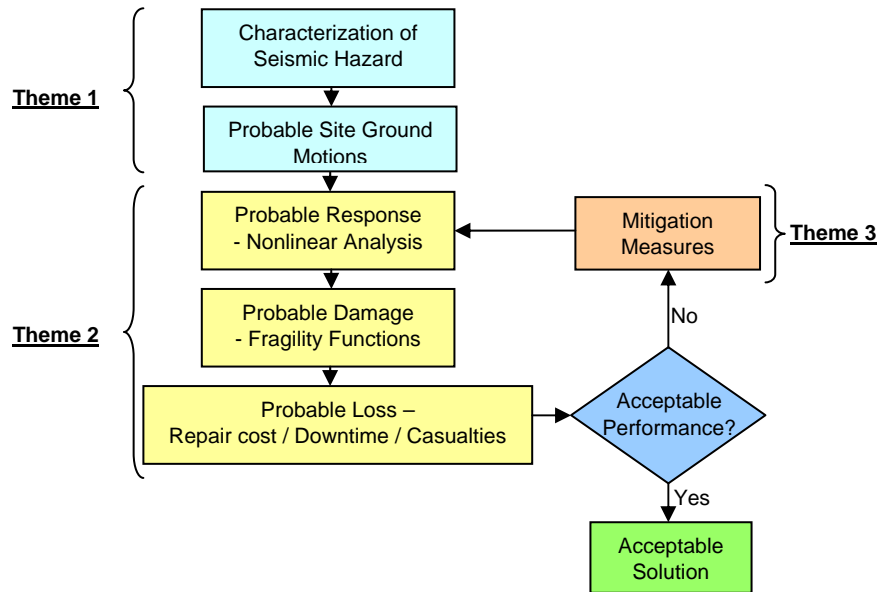 Characterization of
Seismic Hazard
Theme 1
Probable Site Ground
Motions
Probable Response
- Nonlinear Analysis
Mitigation
Measures
Theme 3
Probable Damage
- Fragility Functions
Theme 2
No
Probable Loss –
Repair cost / Downtime / Casualties
Acceptable
Performance?
Yes
Acceptable
Solution